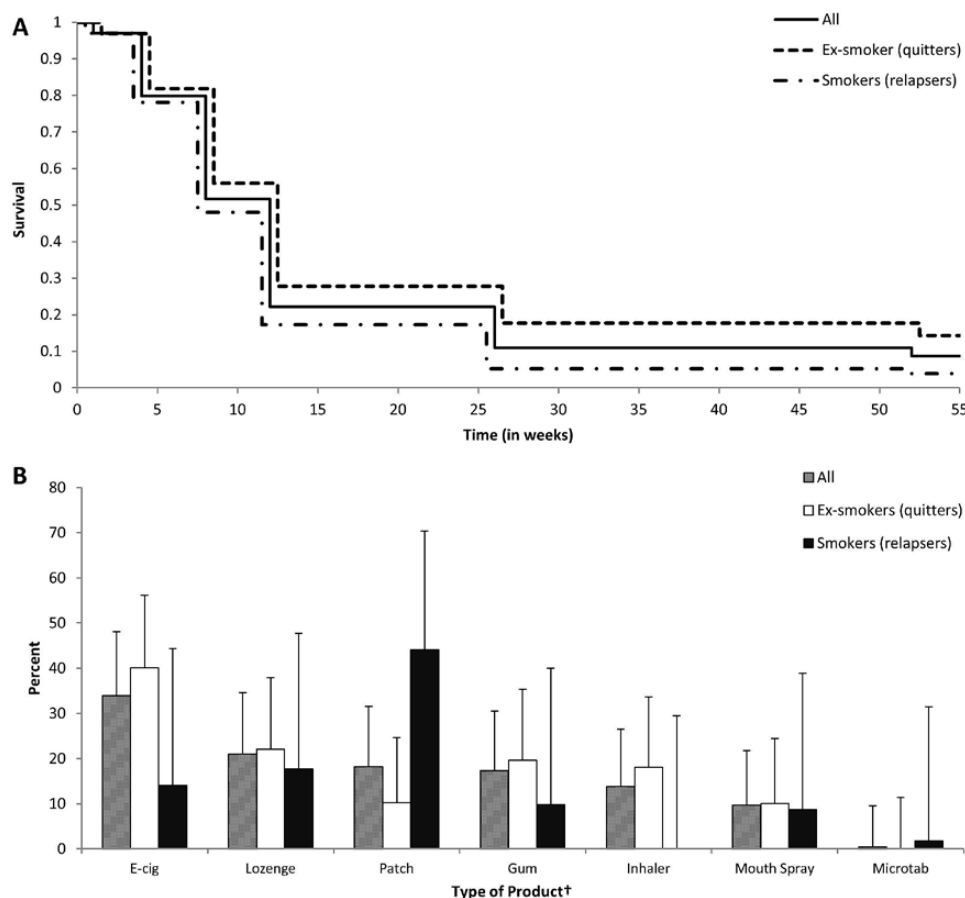 A
All
Ex-smoker (quitters)
Smokers (relapsers)
1
0.9
0.8
0.7
0.6
0.5
0.4
0.3
0.2
0.1
0
Survival
0 5 10 15 20 25 30 35 40 45 50 55
Time (in weeks)
B
All
Ex-smokers (quitters)
Smokers (relapsers)
80
70
60
50
40
30
20
10
0
Percent
E-cig Lozenge Patch Gum Inhaler Mouth Spray Microtab
Type of Product†